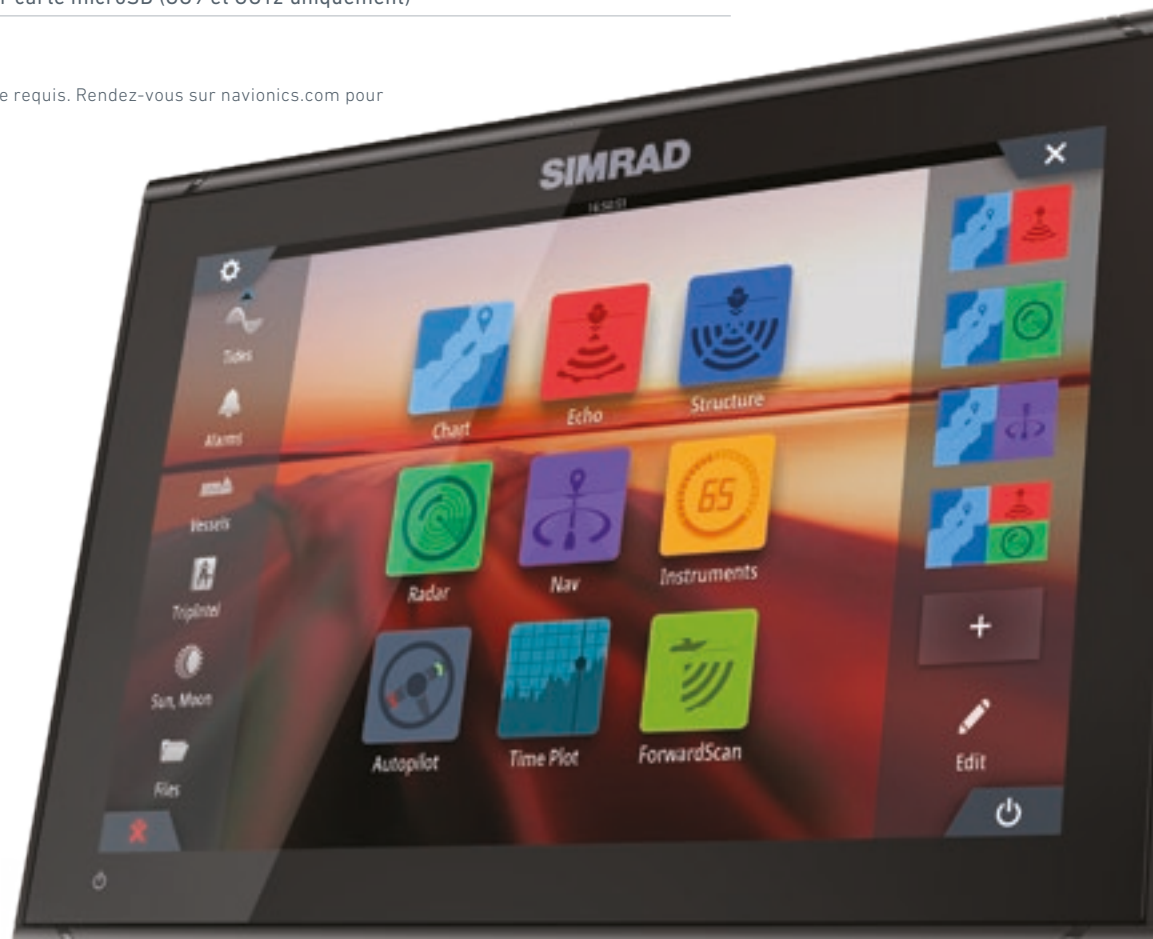 carte microSD (GO9 et GO12 uniquement)
e requis. Rendez-vous sur navionics.com pour
SIMRAD
Tides
Alarms
Vessels
TripIntel
Sun, Moon
Files
Chart
Echo
Structure
Radar
Nav
65
Instruments
Autopilot
Time Plot
ForwardScan
Edit